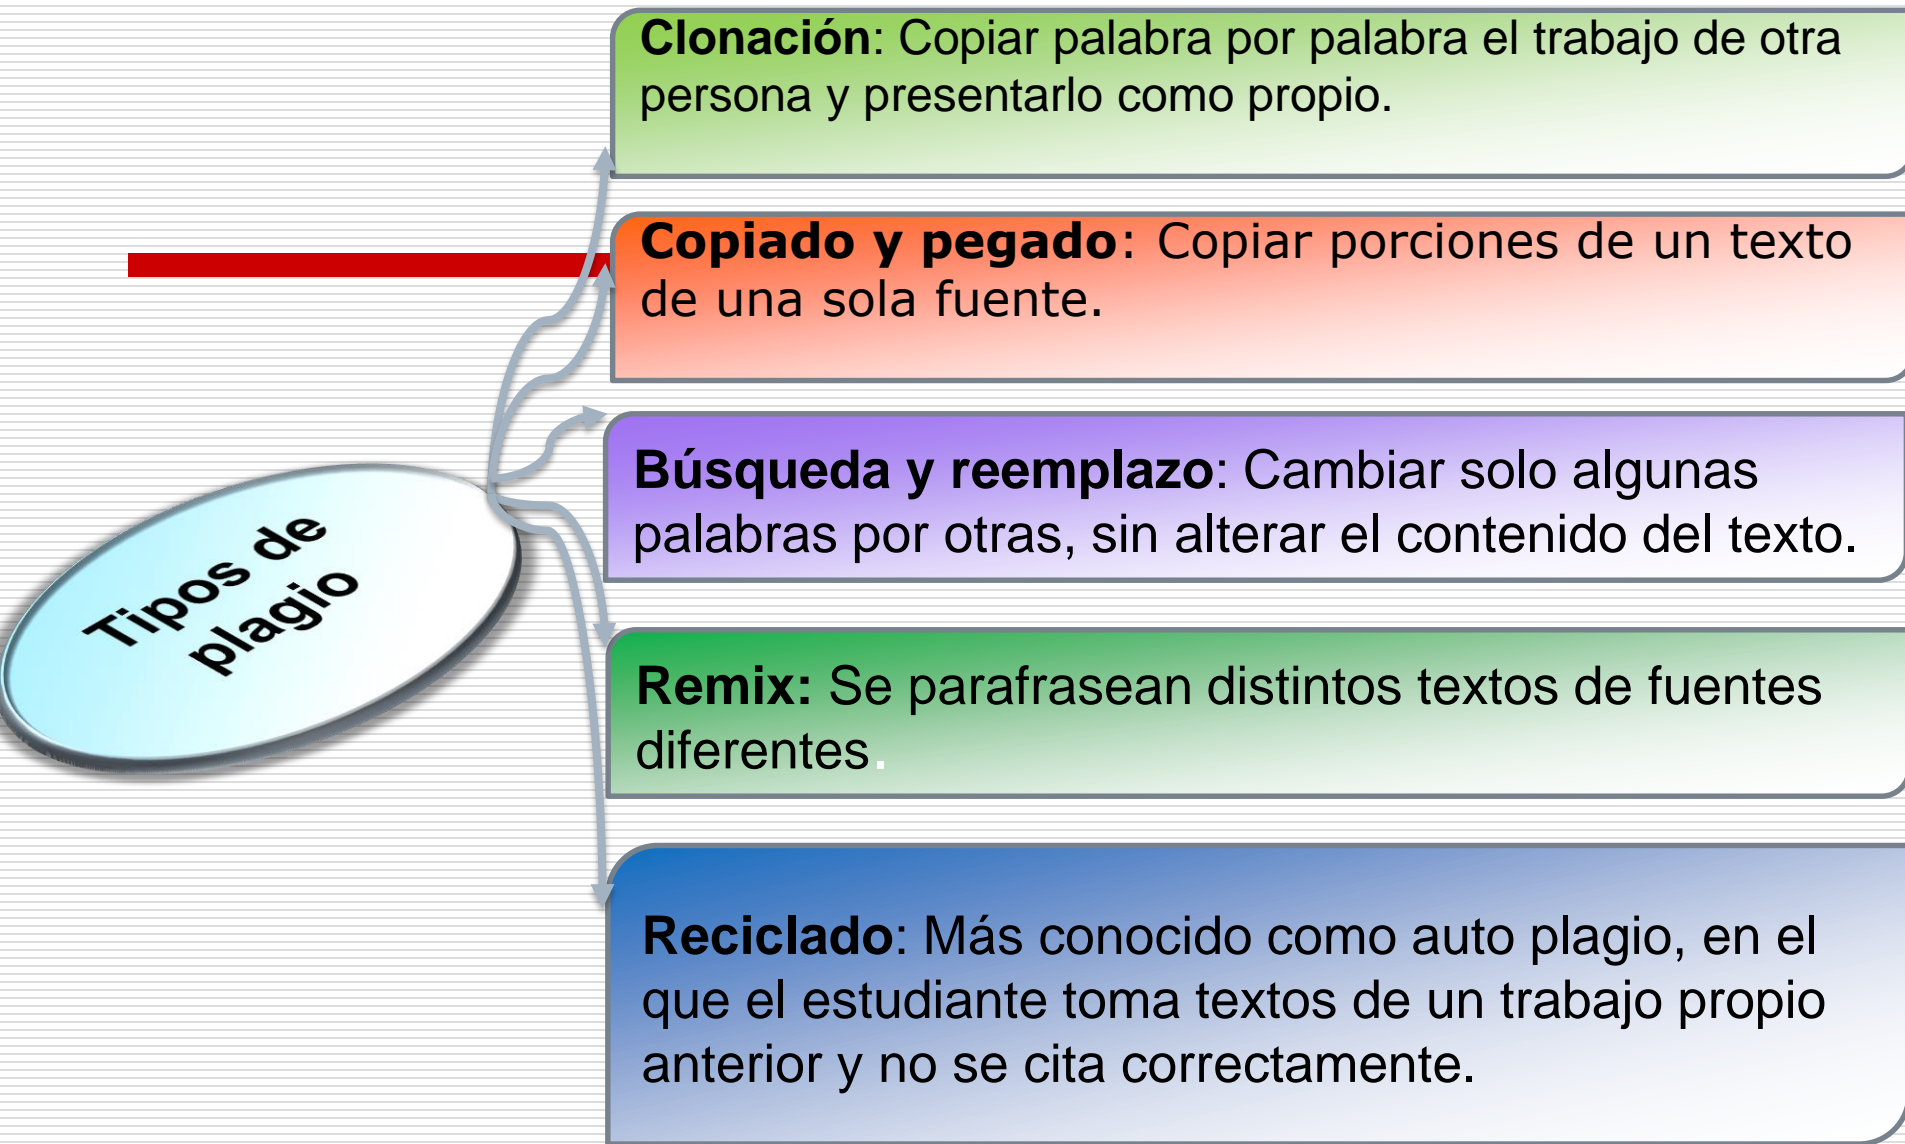 Clonación: Copiar palabra por palabra el trabajo de otra
persona y presentarlo como propio.
Copiado y pegado: Copiar porciones de un texto
de una sola fuente.
Búsqueda y reemplazo: Cambiar solo algunas
palabras por otras, sin alterar el contenido del texto.
Tipos de
plagio
Remix: Se parafrasean distintos textos de fuentes
diferentes.
Reciclado: Más conocido como auto plagio, en el
que el estudiante toma textos de un trabajo propio
anterior y no se cita correctamente.